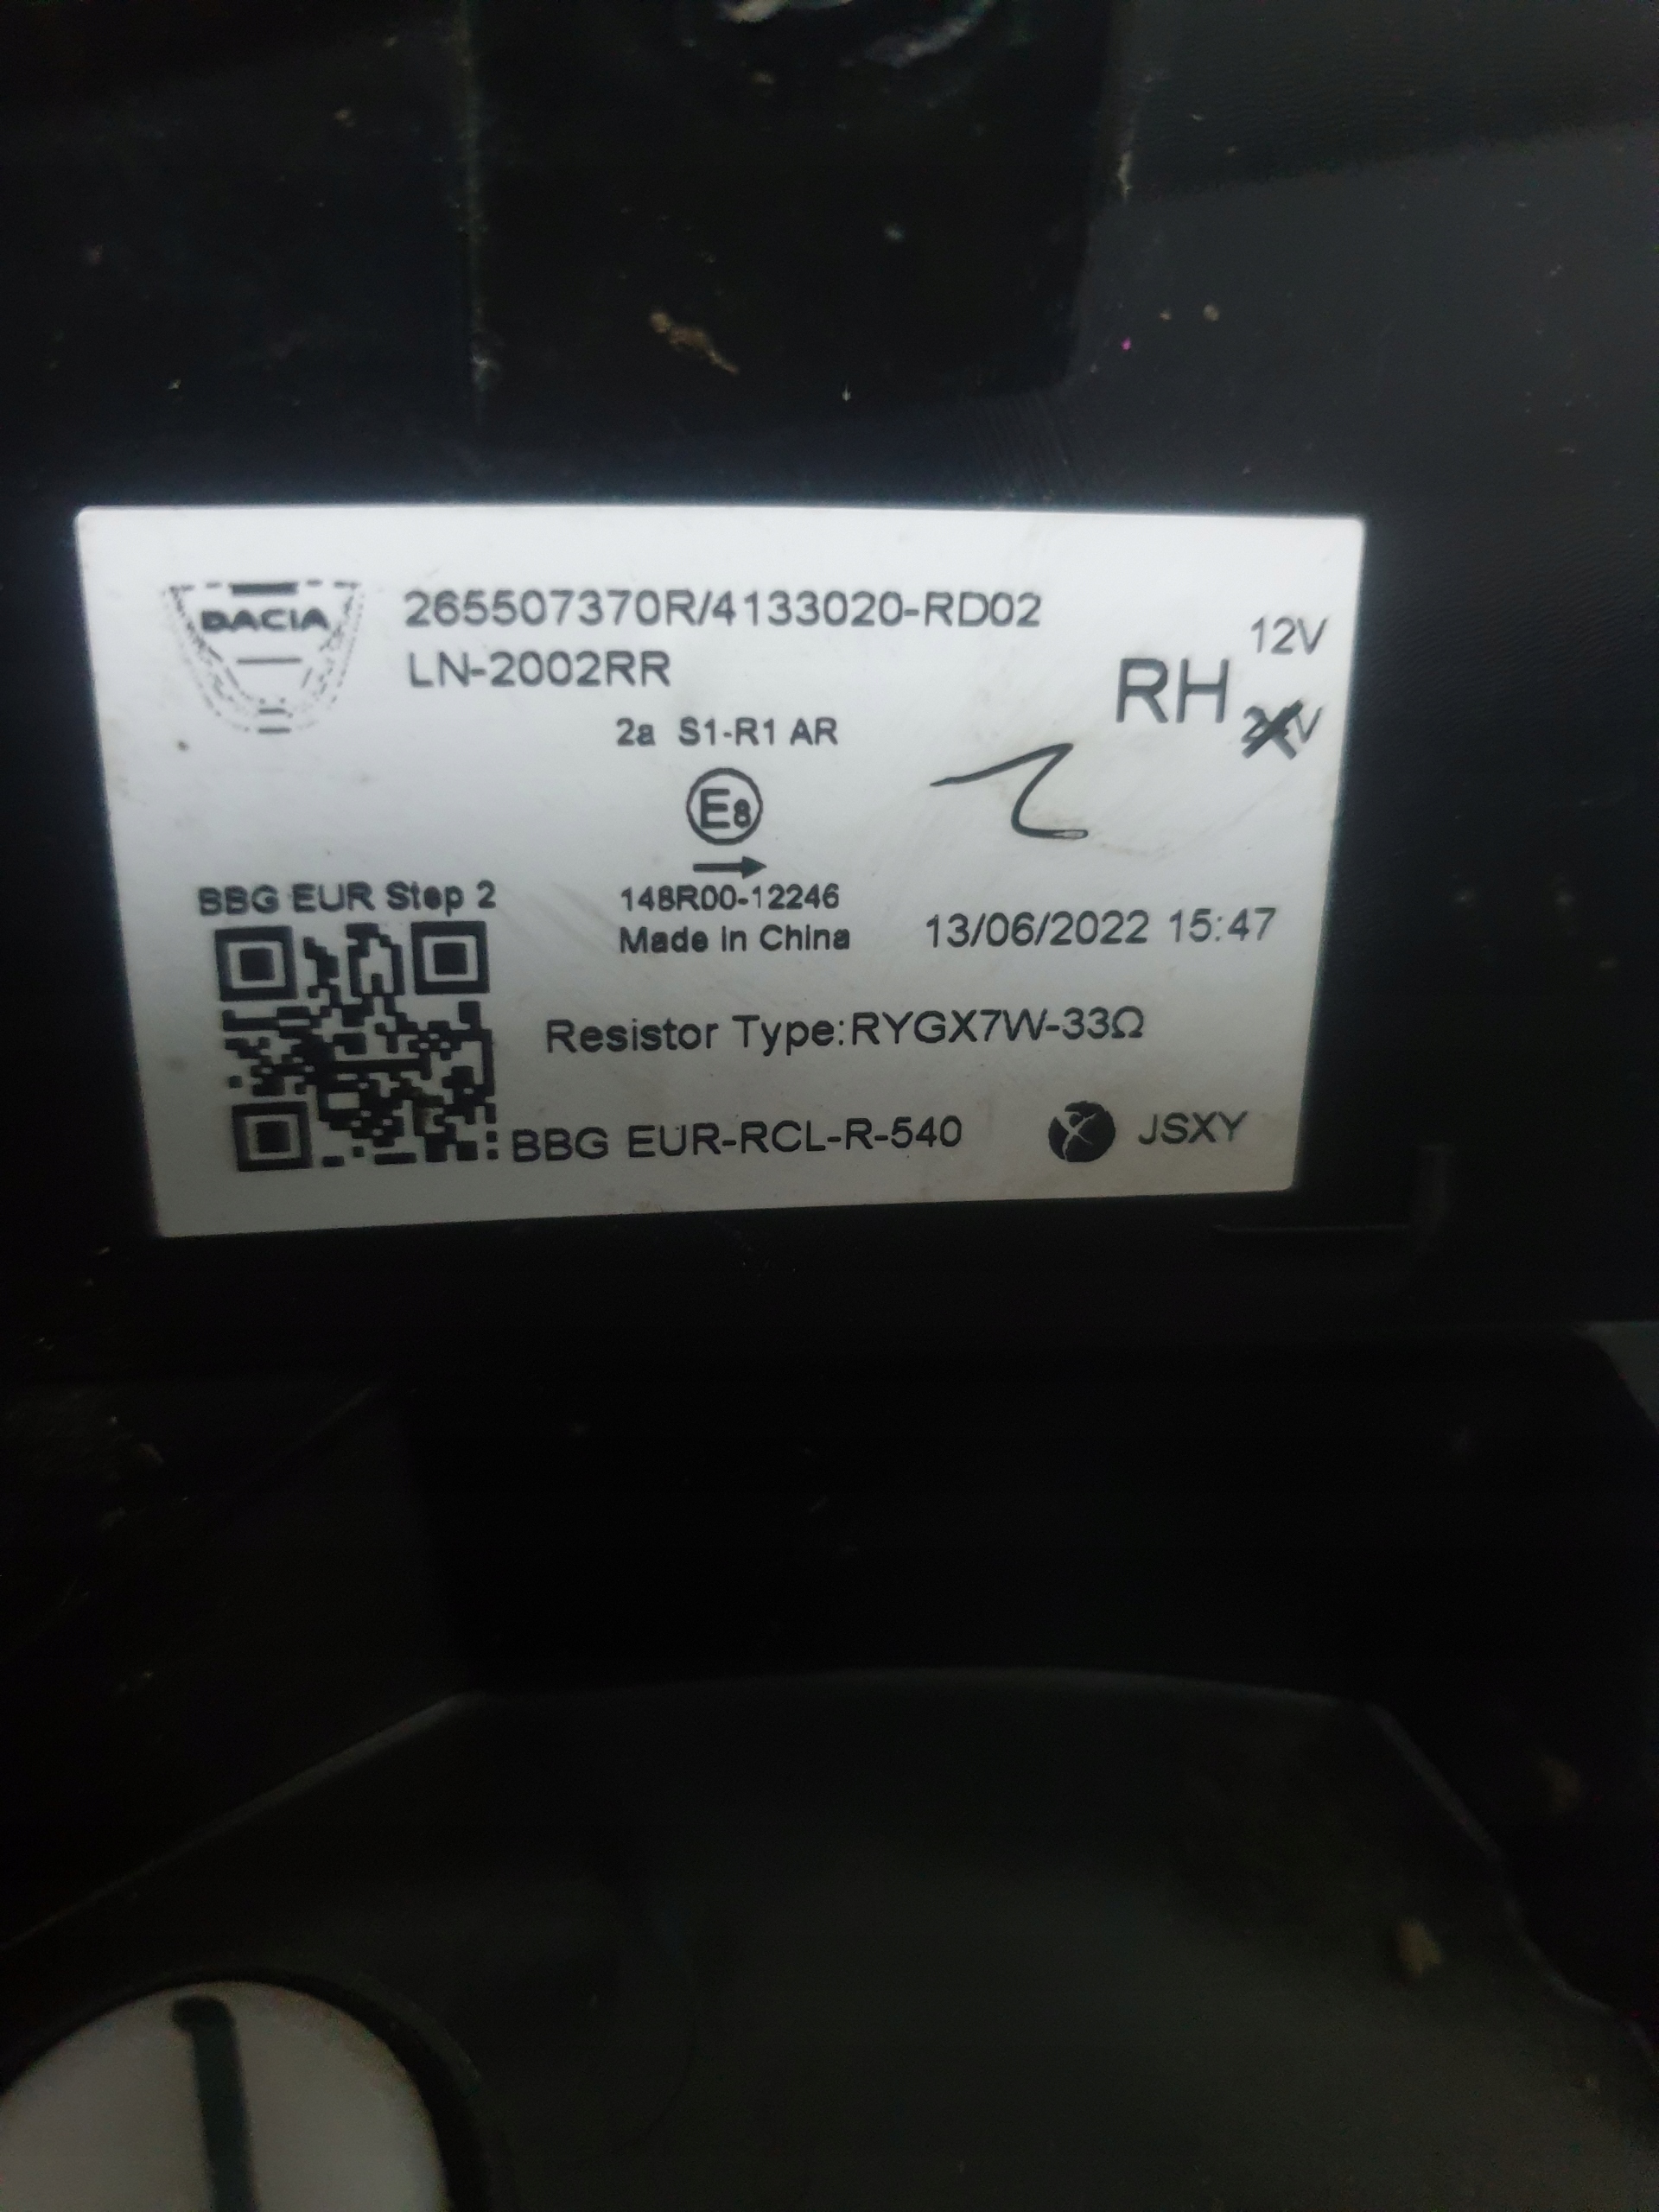 DACIA
265507370R/4133020-RD02
LN-2002RR
12V
RH
2a S1-R1 AR
E8
BBG EUR Step 2
148R00-12246
Made in China
13/06/2022 15:47
Resistor Type:RYGX7W-33Ω
BBG EUR-RCL-R-540
JSXY